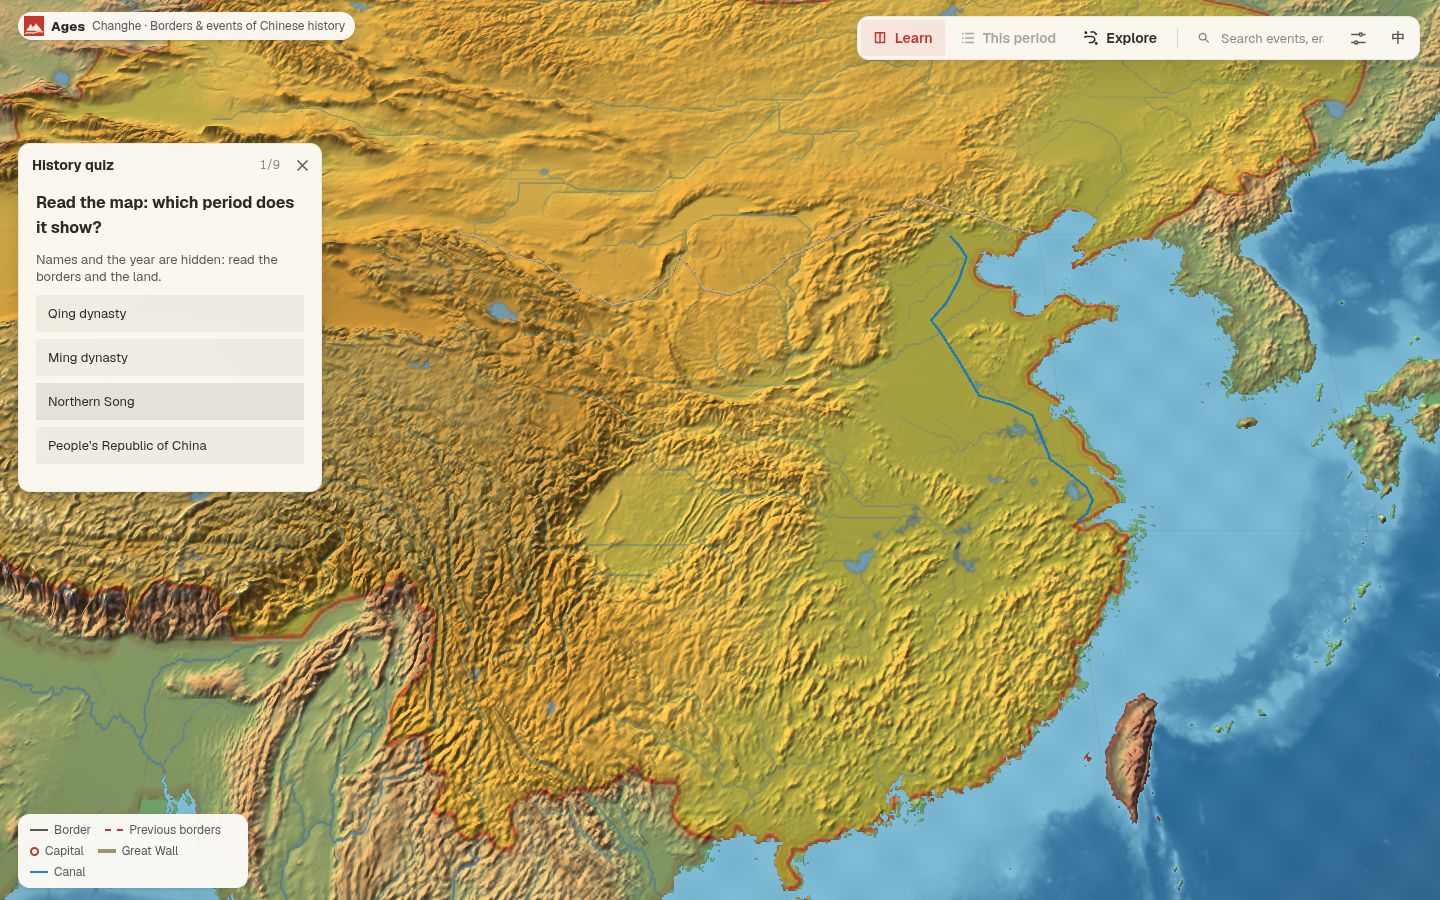 Ages Changhe · Borders & events of Chinese history
Learn
This period
Explore
Search events, er
中
History quiz
1/9
Read the map: which period does
it show?
Names and the year are hidden: read the
borders and the land.
Qing dynasty
Ming dynasty
Northern Song
People's Republic of China
Border
Previous borders
Capital
Great Wall
Canal